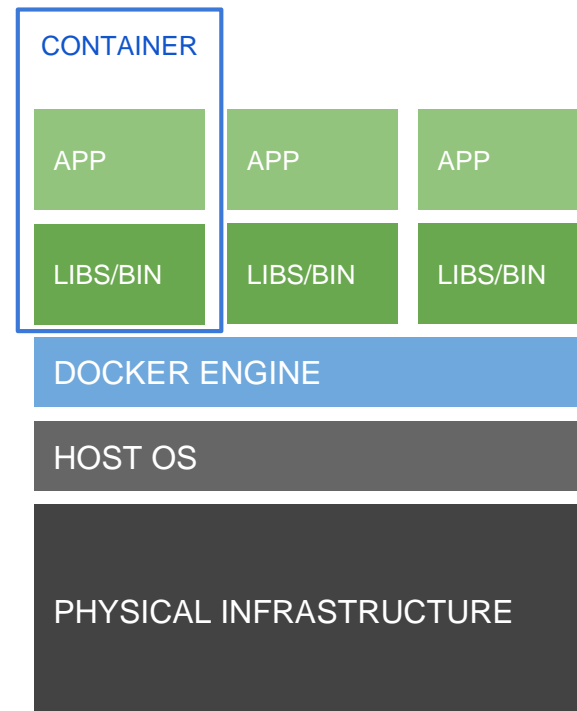 CONTAINER
APP APP APP
LIBS/BIN LIBS/BIN LIBS/BIN
DOCKER ENGINE
HOST OS
PHYSICAL INFRASTRUCTURE